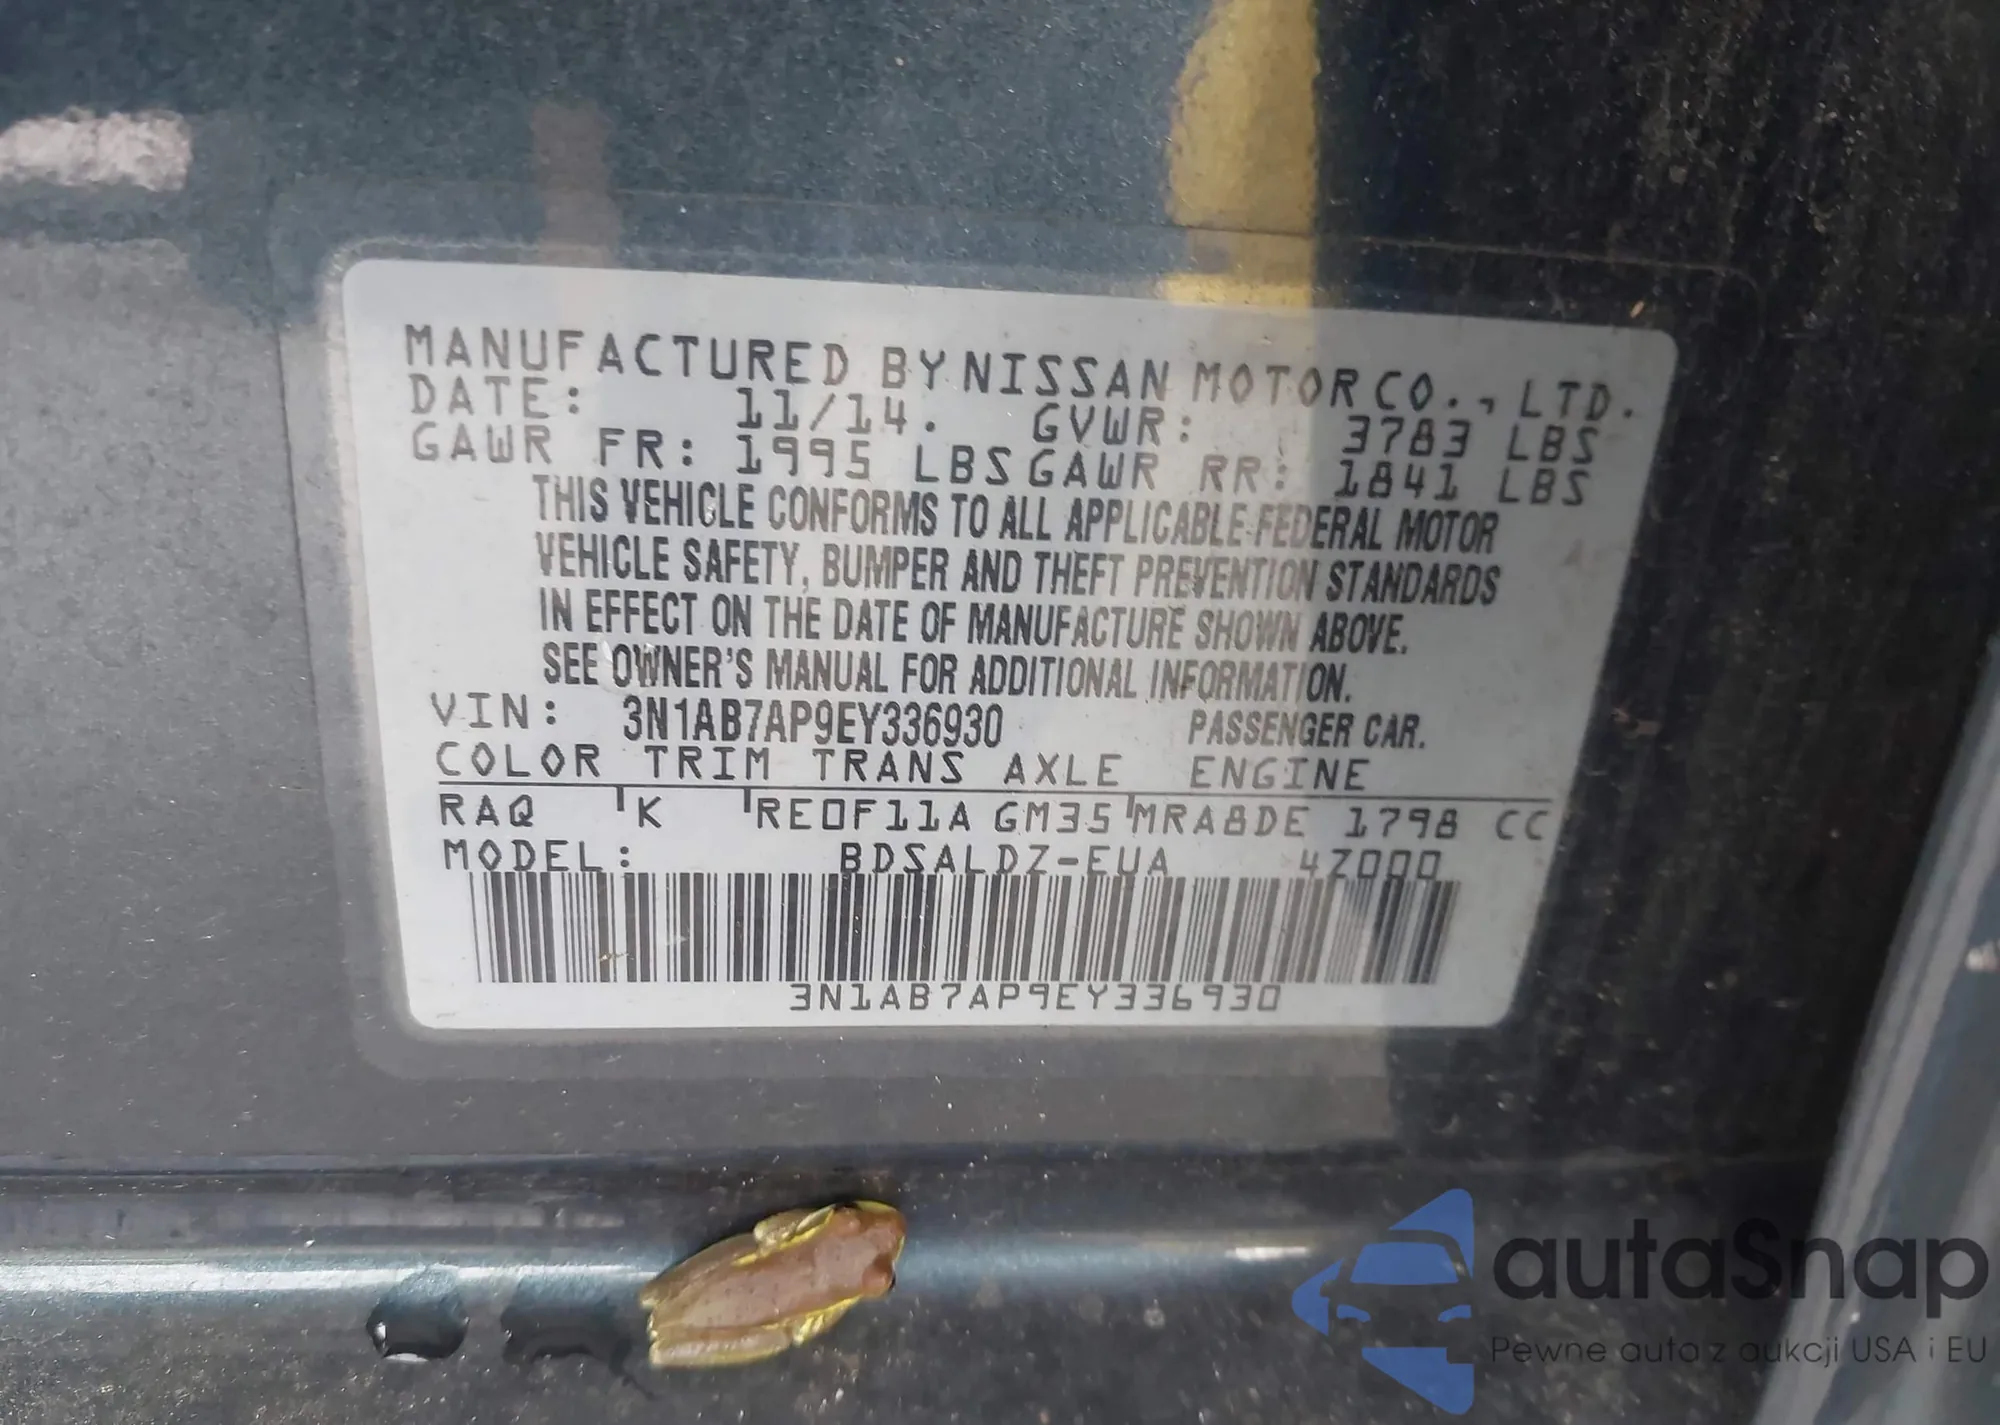 MANUFACTURED BY NISSAN MOTOR CO., LTD.
DATE: 11/14. GVWR: 3783 LBS
GAWR FR: 1995 LBS GAWR RR: 1841 LBS
THIS VEHICLE CONFORMS TO ALL APPLICABLE FEDERAL MOTOR
VEHICLE SAFETY, BUMPER AND THEFT PREVENTION STANDARDS
IN EFFECT ON THE DATE OF MANUFACTURE SHOWN ABOVE.
SEE OWNER'S MANUAL FOR ADDITIONAL INFORMATION.
VIN: 3N1AB7AP9EY336930 PASSENGER CAR.
COLOR TRIM TRANS AXLE ENGINE
RAQ K RE0F11A GM35 MRA8DE 1798 CC
MODEL: BDSALDZ-EUA 4Z000
3N1AB7AP9EY336930
autaSnap
Pewne auta z aukcji USA i EU